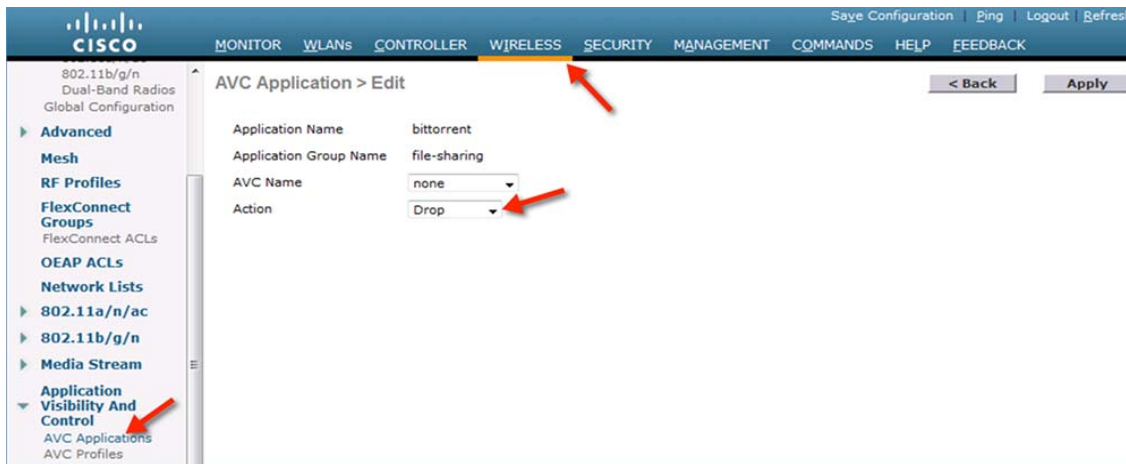 Save Configuration | Ping | Logout | Refresh
CISCO
MONITOR WLANs CONTROLLER WIRELESS SECURITY MANAGEMENT COMMANDS HELP FEEDBACK
802.11b/g/n
Dual-Band Radios
Global Configuration
Advanced
Mesh
RF Profiles
FlexConnect
Groups
FlexConnect ACLs
OEAP ACLs
Network Lists
802.11a/n/ac
802.11b/g/n
Media Stream
Application
Visibility And
Control
AVC Applications
AVC Profiles
AVC Application > Edit
< Back Apply
Application Name bittorrent
Application Group Name file-sharing
AVC Name none
Action Drop